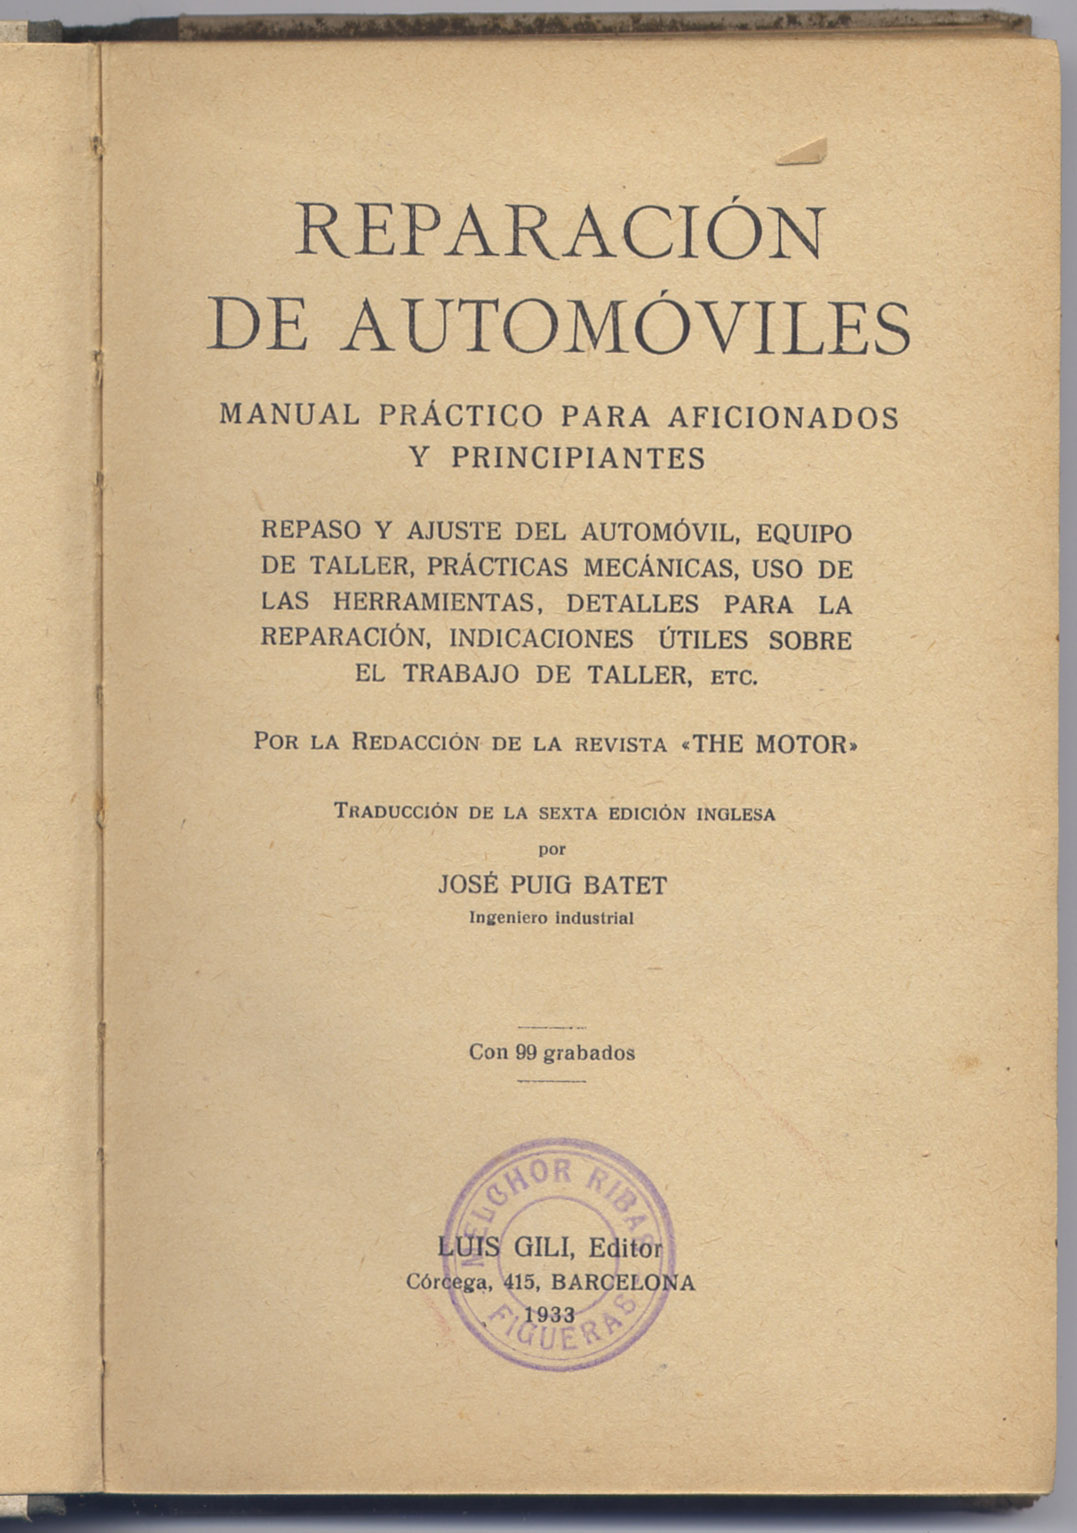 REPARACIÓN
DE AUTOMÓVILES
MANUAL PRÁCTICO PARA AFICIONADOS
Y PRINCIPIANTES
REPASO Y AJUSTE DEL AUTOMÓVIL, EQUIPO
DE TALLER, PRÁCTICAS MECÁNICAS, USO DE
LAS HERRAMIENTAS, DETALLES PARA LA
REPARACIÓN, INDICACIONES ÚTILES SOBRE
EL TRABAJO DE TALLER, ETC.
POR LA REDACCIÓN DE LA REVISTA «THE MOTOR»
TRADUCCIÓN DE LA SEXTA EDICIÓN INGLESA
por
JOSÉ PUIG BATET
Ingeniero industrial
Con 99 grabados
MELCHOR RIBAS
LUIS GILI, Editor
Córcega, 415, BARCELONA
1933
FIGUERAS